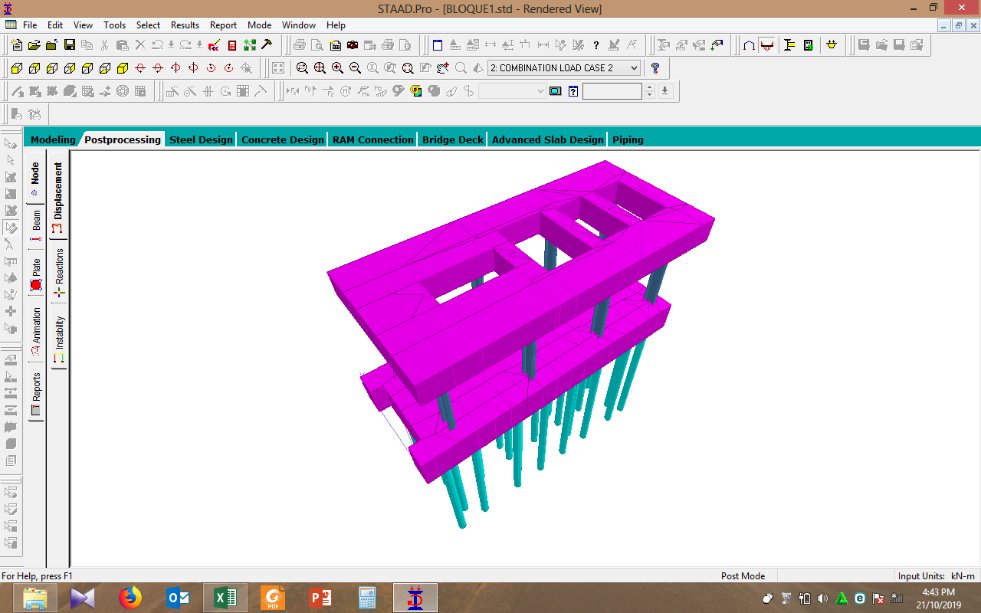 STAAD.Pro - [BLOQUE1.std - Rendered View]
File Edit View Tools Select Results Report Mode Window Help
2: COMBINATION LOAD CASE 2
Modeling Postprocessing Steel Design Concrete Design RAM Connection Bridge Deck Advanced Slab Design Piping
Node
Beam
Plate
Animation
Reports
Displacement
Reactions
Instability
For Help, press F1
Post Mode
Input Units: kN-m
PDF
4:43 PM
21/10/2019